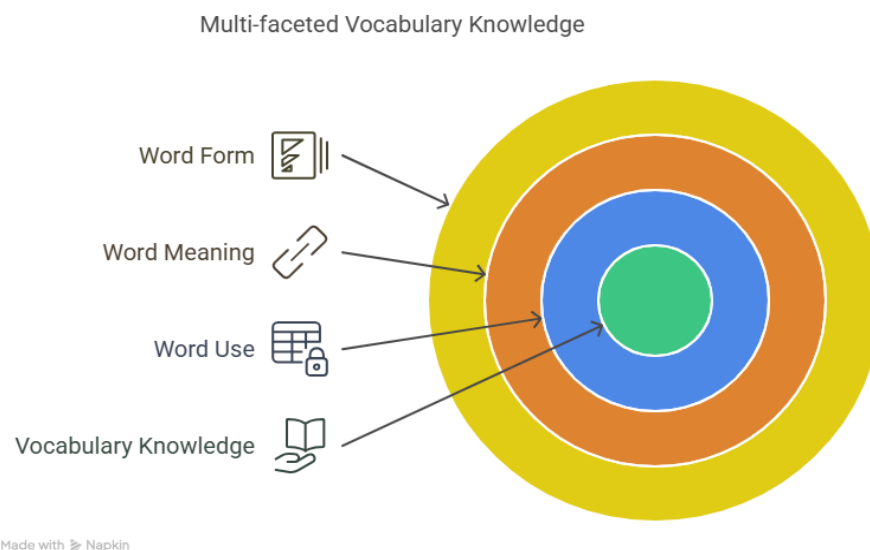 Multi-faceted Vocabulary Knowledge
Word Form
Word Meaning
Word Use
Vocabulary Knowledge
Made with Napkin